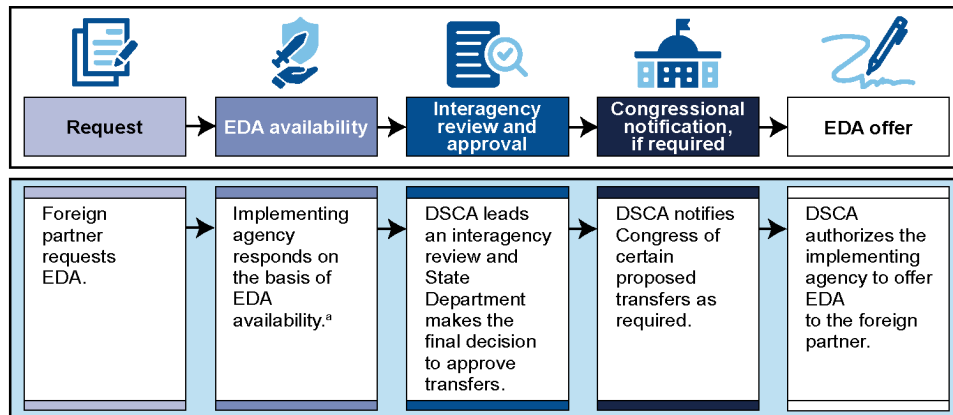 Request
EDA availability
Interagency
review and
approval
Congressional
notification,
if required
EDA offer
Foreign
partner
requests
EDA.
Implementing
agency
responds on
the basis of
EDA
availability.ª
DSCA leads
an interagency
review and
State
Department
makes the
final decision
to approve
transfers.
DSCA notifies
Congress of
certain
proposed
transfers as
required.
DSCA
authorizes the
implementing
agency to offer
EDA
to the foreign
partner.